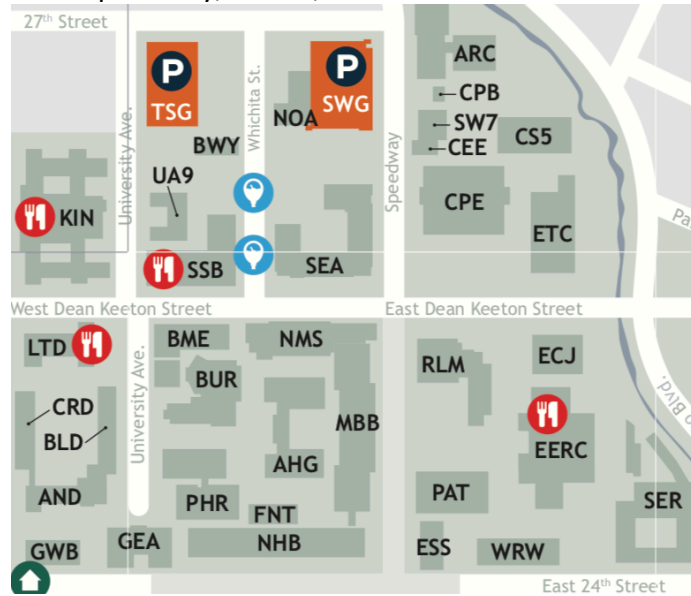 27th Street
ARC
P
P
CPB
TSG
Whichita St.
SWG
NOA
SW7
CS5
University Ave.
BWY
CEE
UA9
Speedway
KIN
CPE
ETC
SSB
SEA
West Dean Keeton Street
East Dean Keeton Street
LTD
BME
NMS
RLM
ECJ
University Ave.
BUR
CRD
MBB
BLD
AHG
EERC
AND
PHR
PAT
SER
FNT
GWB
GEA
NHB
ESS
WRW
East 24th Street
Blvd.